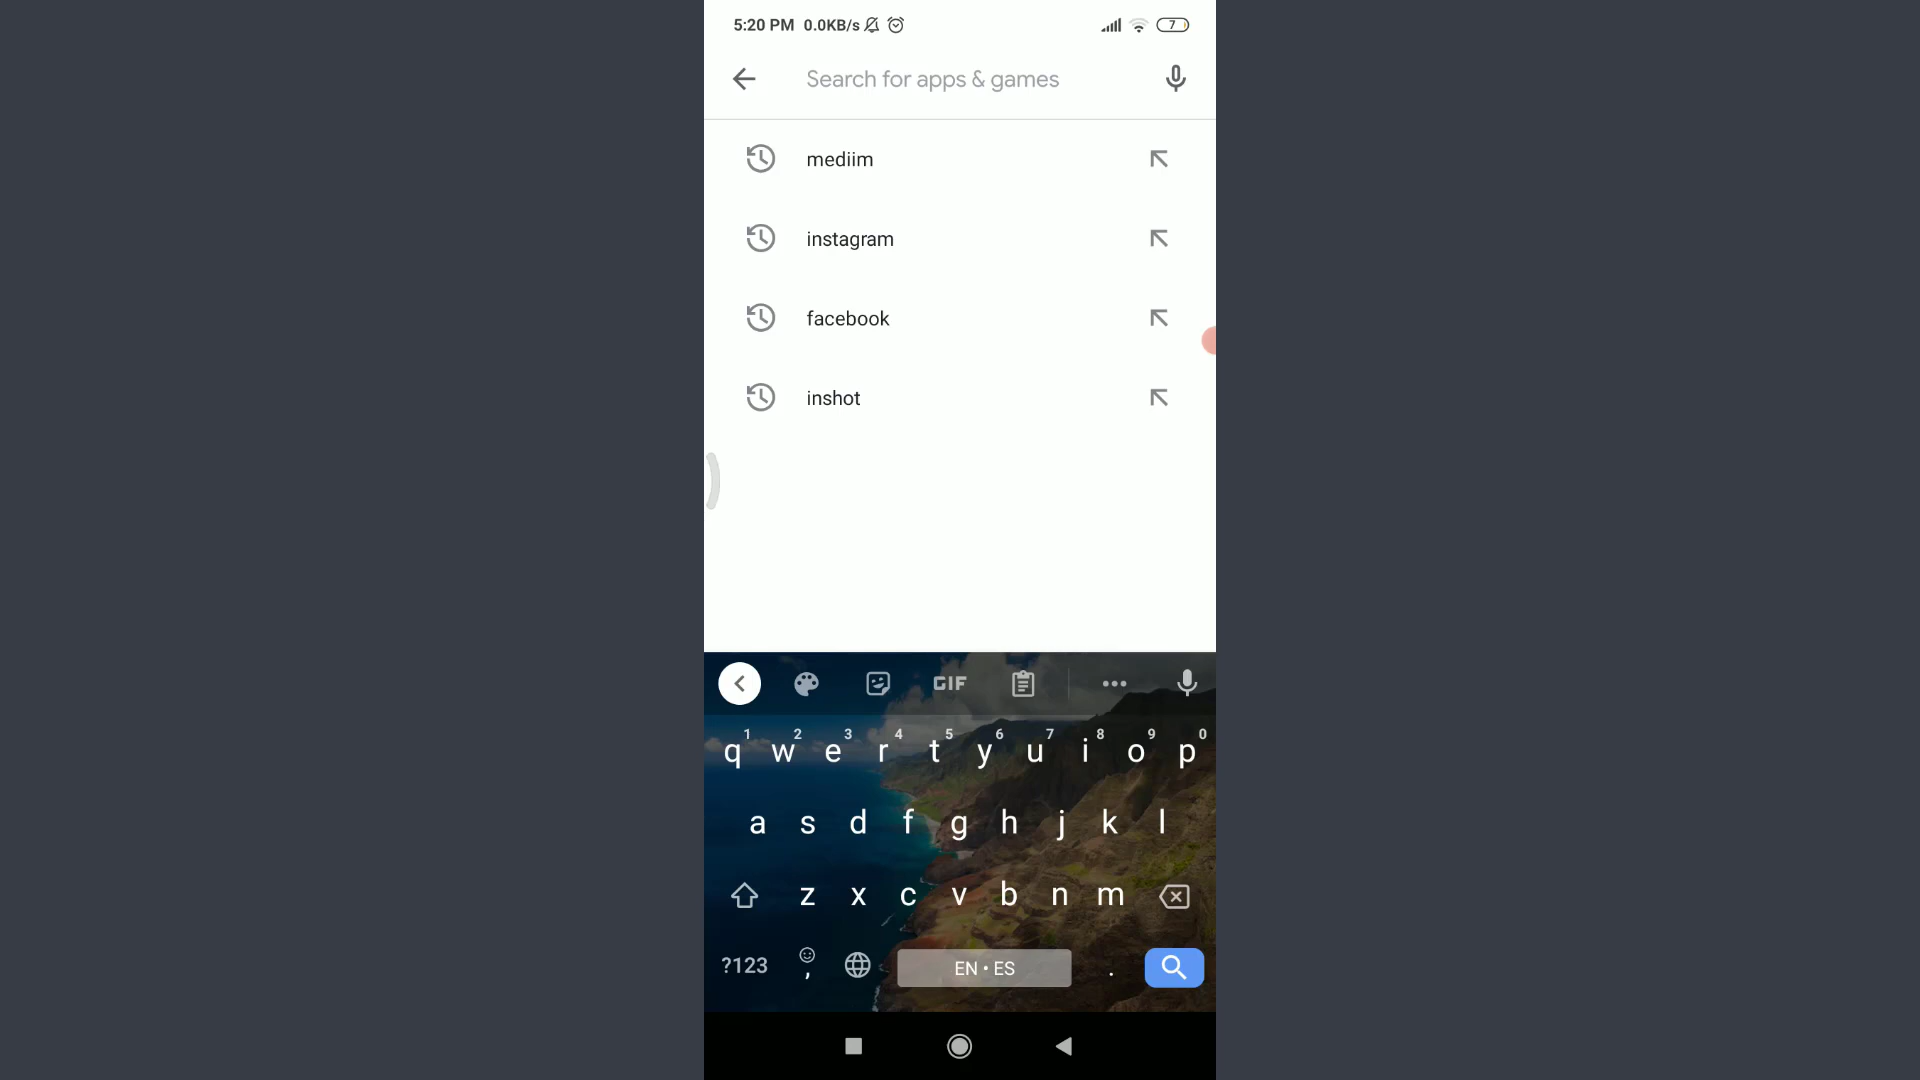 5:20 PM 0.0KB/s 7
Search for apps & games
mediim
instagram
facebook
inshot
GIF
1 2 3 4 5 6 7 8 9 0
q w e r t y u i o p
a s d f g h j k l
z x c v b n m
?123 , EN • ES .